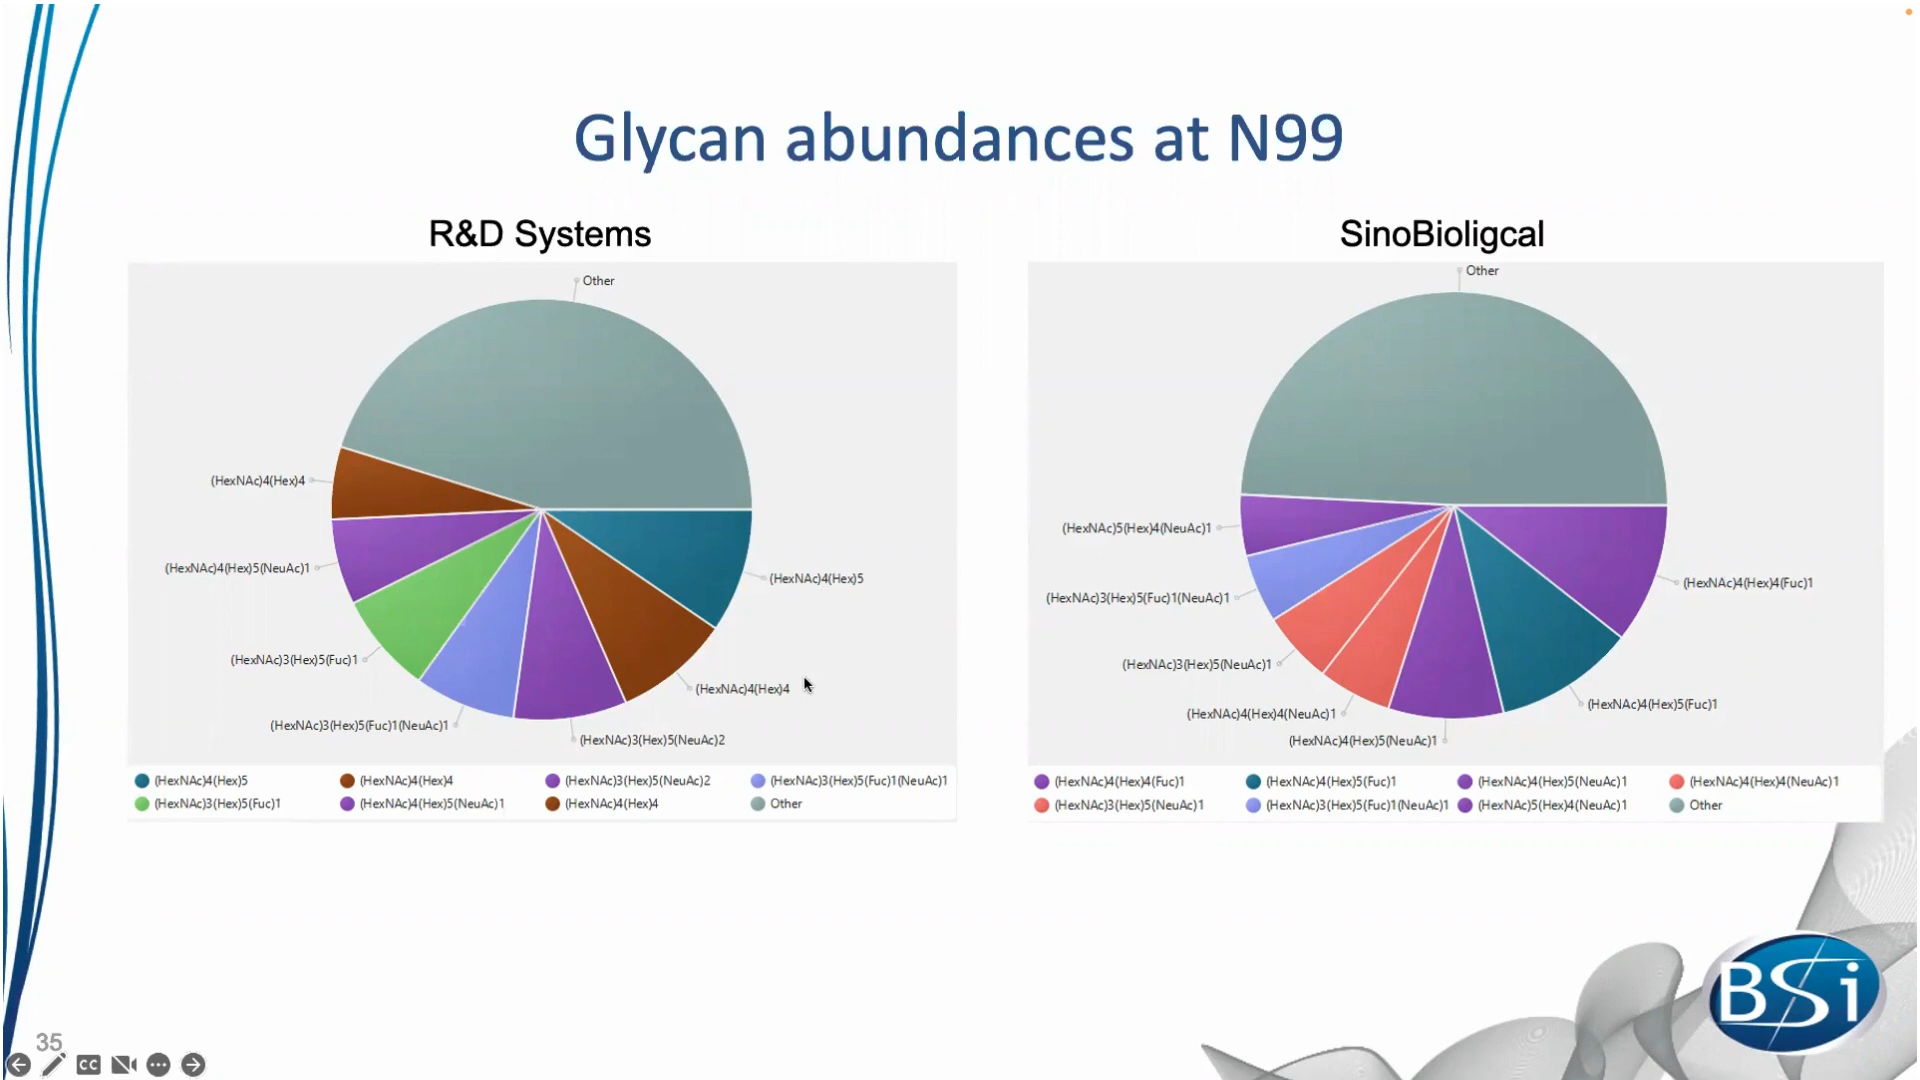 Glycan abundances at N99
R&D Systems
Other
(HexNAc)4(Hex)4
(HexNAc)4(Hex)5(NeuAc)1
(HexNAc)4(Hex)5
(HexNAc)3(Hex)5(Fuc)1
(HexNAc)4(Hex)4
(HexNAc)3(Hex)5(Fuc)1(NeuAc)1
(HexNAc)3(Hex)5(NeuAc)2
(HexNAc)4(Hex)5 (HexNAc)4(Hex)4 (HexNAc)3(Hex)5(NeuAc)2 (HexNAc)3(Hex)5(Fuc)1(NeuAc)1
(HexNAc)3(Hex)5(Fuc)1 (HexNAc)4(Hex)5(NeuAc)1 (HexNAc)4(Hex)4 Other
SinoBioligcal
Other
(HexNAc)5(Hex)4(NeuAc)1
(HexNAc)4(Hex)4(Fuc)1
(HexNAc)3(Hex)5(Fuc)1(NeuAc)1
(HexNAc)3(Hex)5(NeuAc)1
(HexNAc)4(Hex)5(Fuc)1
(HexNAc)4(Hex)4(NeuAc)1
(HexNAc)4(Hex)5(NeuAc)1
(HexNAc)4(Hex)4(Fuc)1 (HexNAc)4(Hex)5(Fuc)1 (HexNAc)4(Hex)5(NeuAc)1 (HexNAc)4(Hex)4(NeuAc)1
(HexNAc)3(Hex)5(NeuAc)1 (HexNAc)3(Hex)5(Fuc)1(NeuAc)1 (HexNAc)5(Hex)4(NeuAc)1 Other
BSi
35
CC